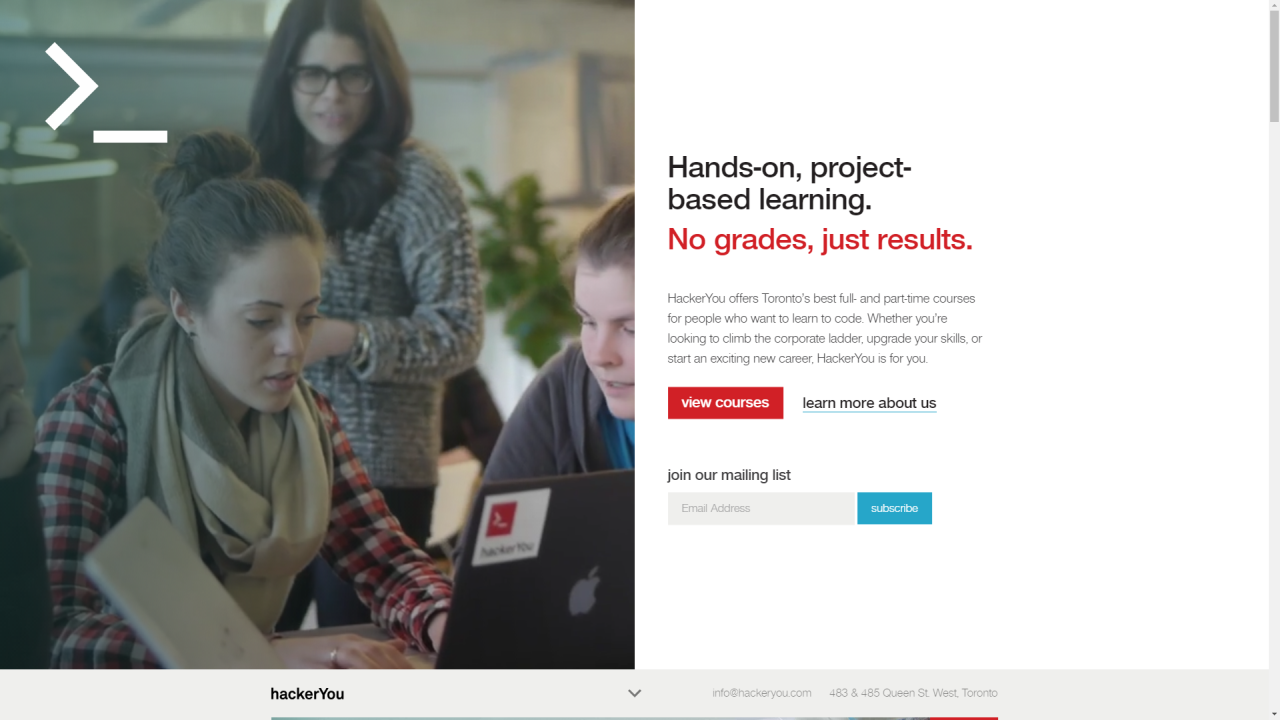 >_
Hands-on, project-
based learning.
No grades, just results.
HackerYou offers Toronto's best full- and part-time courses
for people who want to learn to code. Whether you're
looking to climb the corporate ladder, upgrade your skills, or
start an exciting new career, HackerYou is for you.
view courses
learn more about us
join our mailing list
Email Address
subscribe
hackerYou
hackerYou
info@hackeryou.com
483 & 485 Queen St. West, Toronto